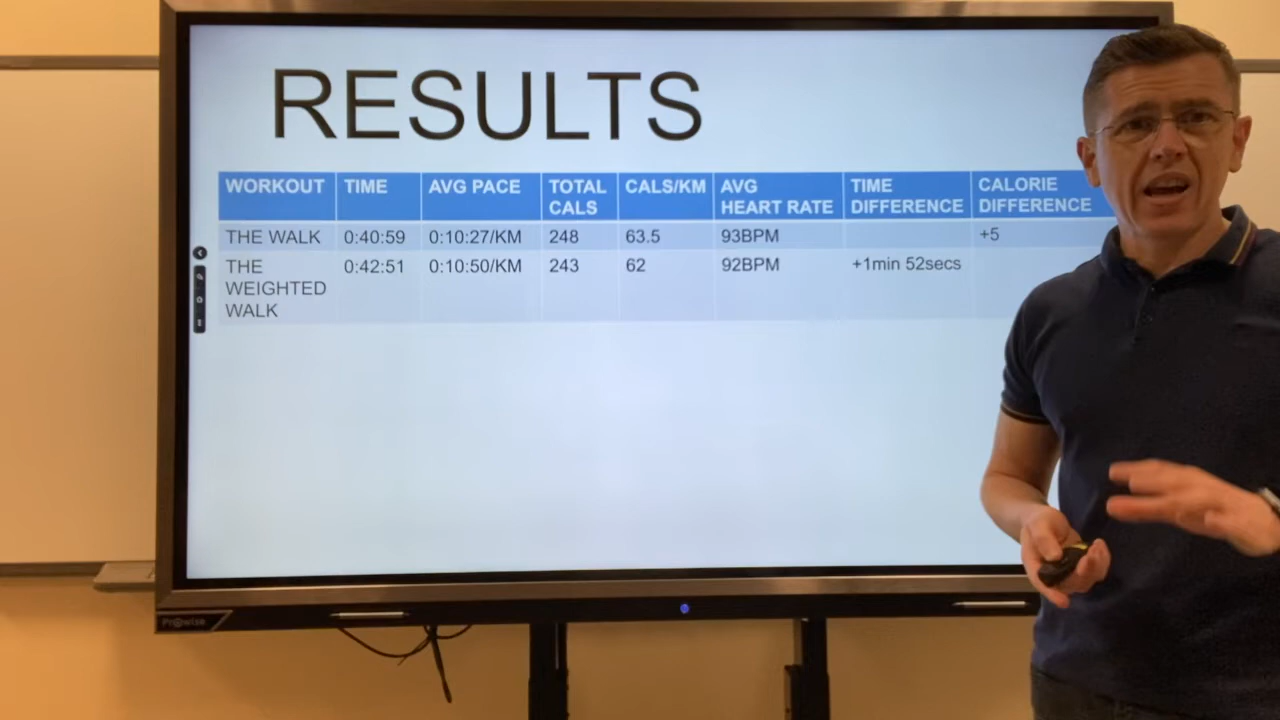 RESULTS
WORKOUT TIME AVG PACE TOTAL CALS CALS/KM AVG HEART RATE TIME DIFFERENCE CALORIE DIFFERENCE
THE WALK 0:40:59 0:10:27/KM 248 63.5 93BPM +5
THE WEIGHTED WALK 0:42:51 0:10:50/KM 243 62 92BPM +1min 52secs
Prowise